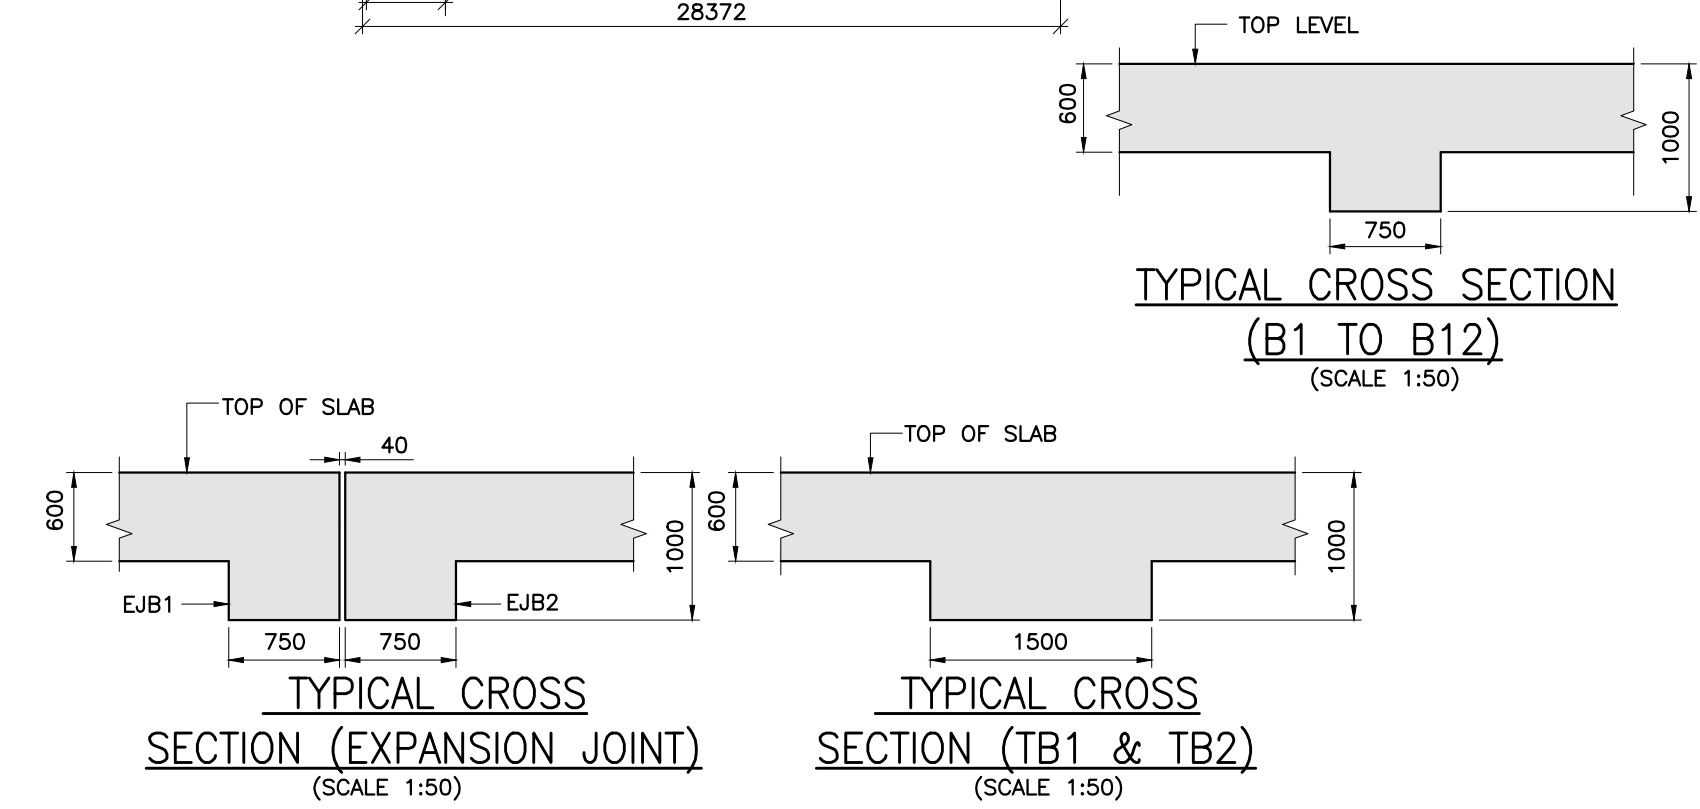 28372
TOP LEVEL
600
1000
750
TYPICAL CROSS SECTION
(B1 TO B12)
(SCALE 1:50)
TOP OF SLAB
40
600
1000
EJB1
EJB2
750 750
TYPICAL CROSS
SECTION (EXPANSION JOINT)
(SCALE 1:50)
TOP OF SLAB
600
1000
1500
TYPICAL CROSS
SECTION (TB1 & TB2)
(SCALE 1:50)